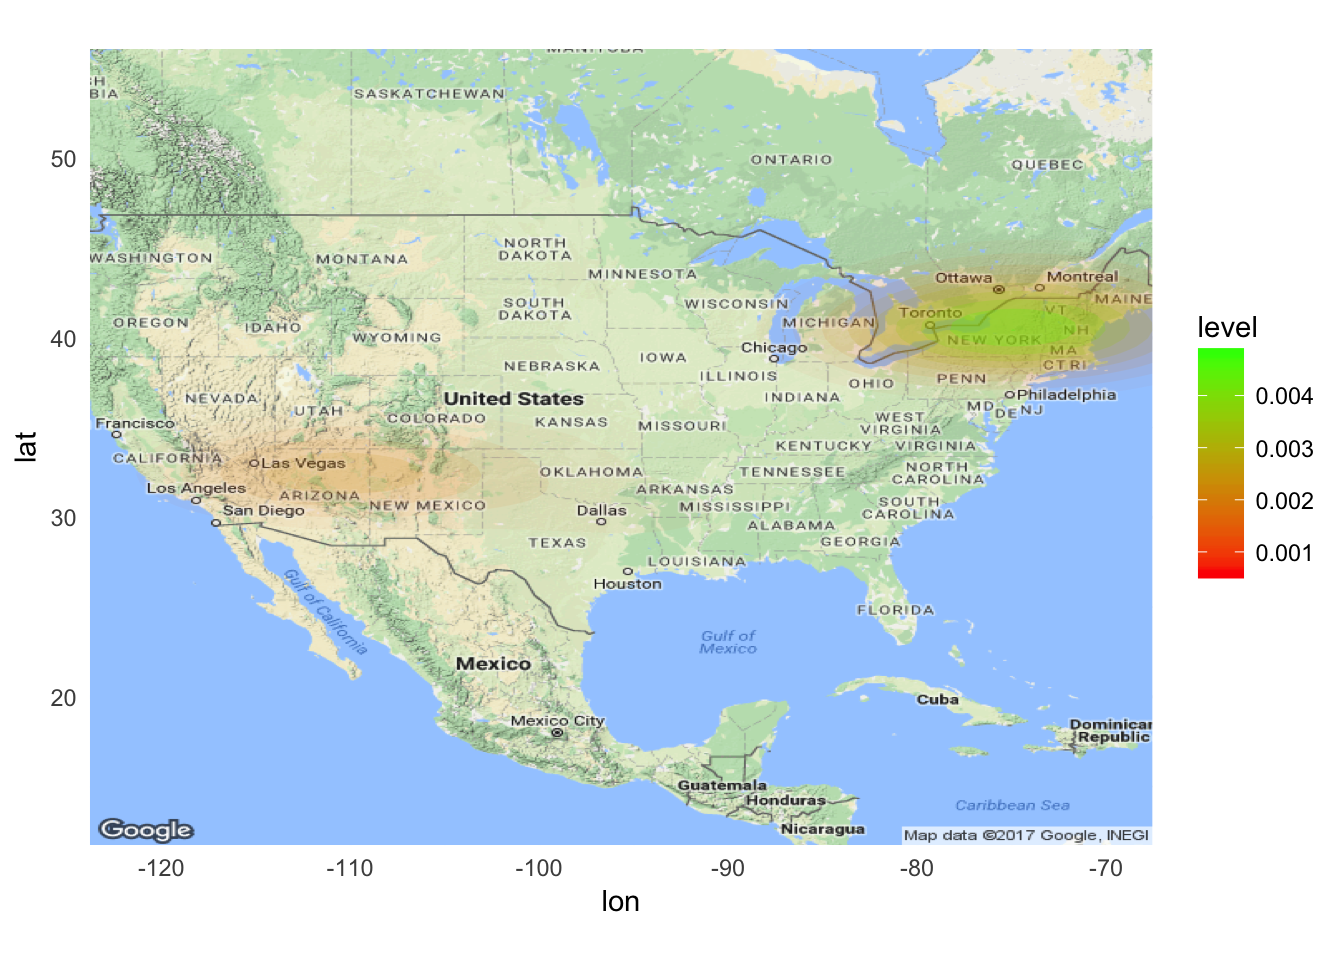 MANITOBA
SH
BIA
SASKATCHEWAN
ONTARIO
QUEBEC
50
WASHINGTON
MONTANA
NORTH
DAKOTA
MINNESOTA
Ottawa
Montreal
MAINE
OREGON
IDAHO
WYOMING
SOUTH
DAKOTA
WISCONSIN
MICHIGAN
Toronto
VT
NH
NEW YORK
MA
CT RI
40
Chicago
IOWA
NEBRASKA
ILLINOIS
INDIANA
OHIO
PENN
Philadelphia
MD
DE
NJ
United States
NEVADA
UTAH
COLORADO
KANSAS
MISSOURI
WEST
VIRGINIA
KENTUCKY
VIRGINIA
Francisco
CALIFORNIA
Las Vegas
OKLAHOMA
TENNESSEE
NORTH
CAROLINA
Los Angeles
ARIZONA
NEW MEXICO
ARKANSAS
MISSISSIPPI
SOUTH
CAROLINA
San Diego
Dallas
ALABAMA
GEORGIA
30
TEXAS
LOUISIANA
Houston
FLORIDA
Gulf of California
Gulf of
Mexico
Mexico
20
Mexico City
Cuba
Dominican
Republic
Guatemala
Honduras
Nicaragua
Caribbean Sea
Google
Map data ©2017 Google, INEGI
lat
-120
-110
-100
-90
-80
-70
lon
level
0.004
0.003
0.002
0.001